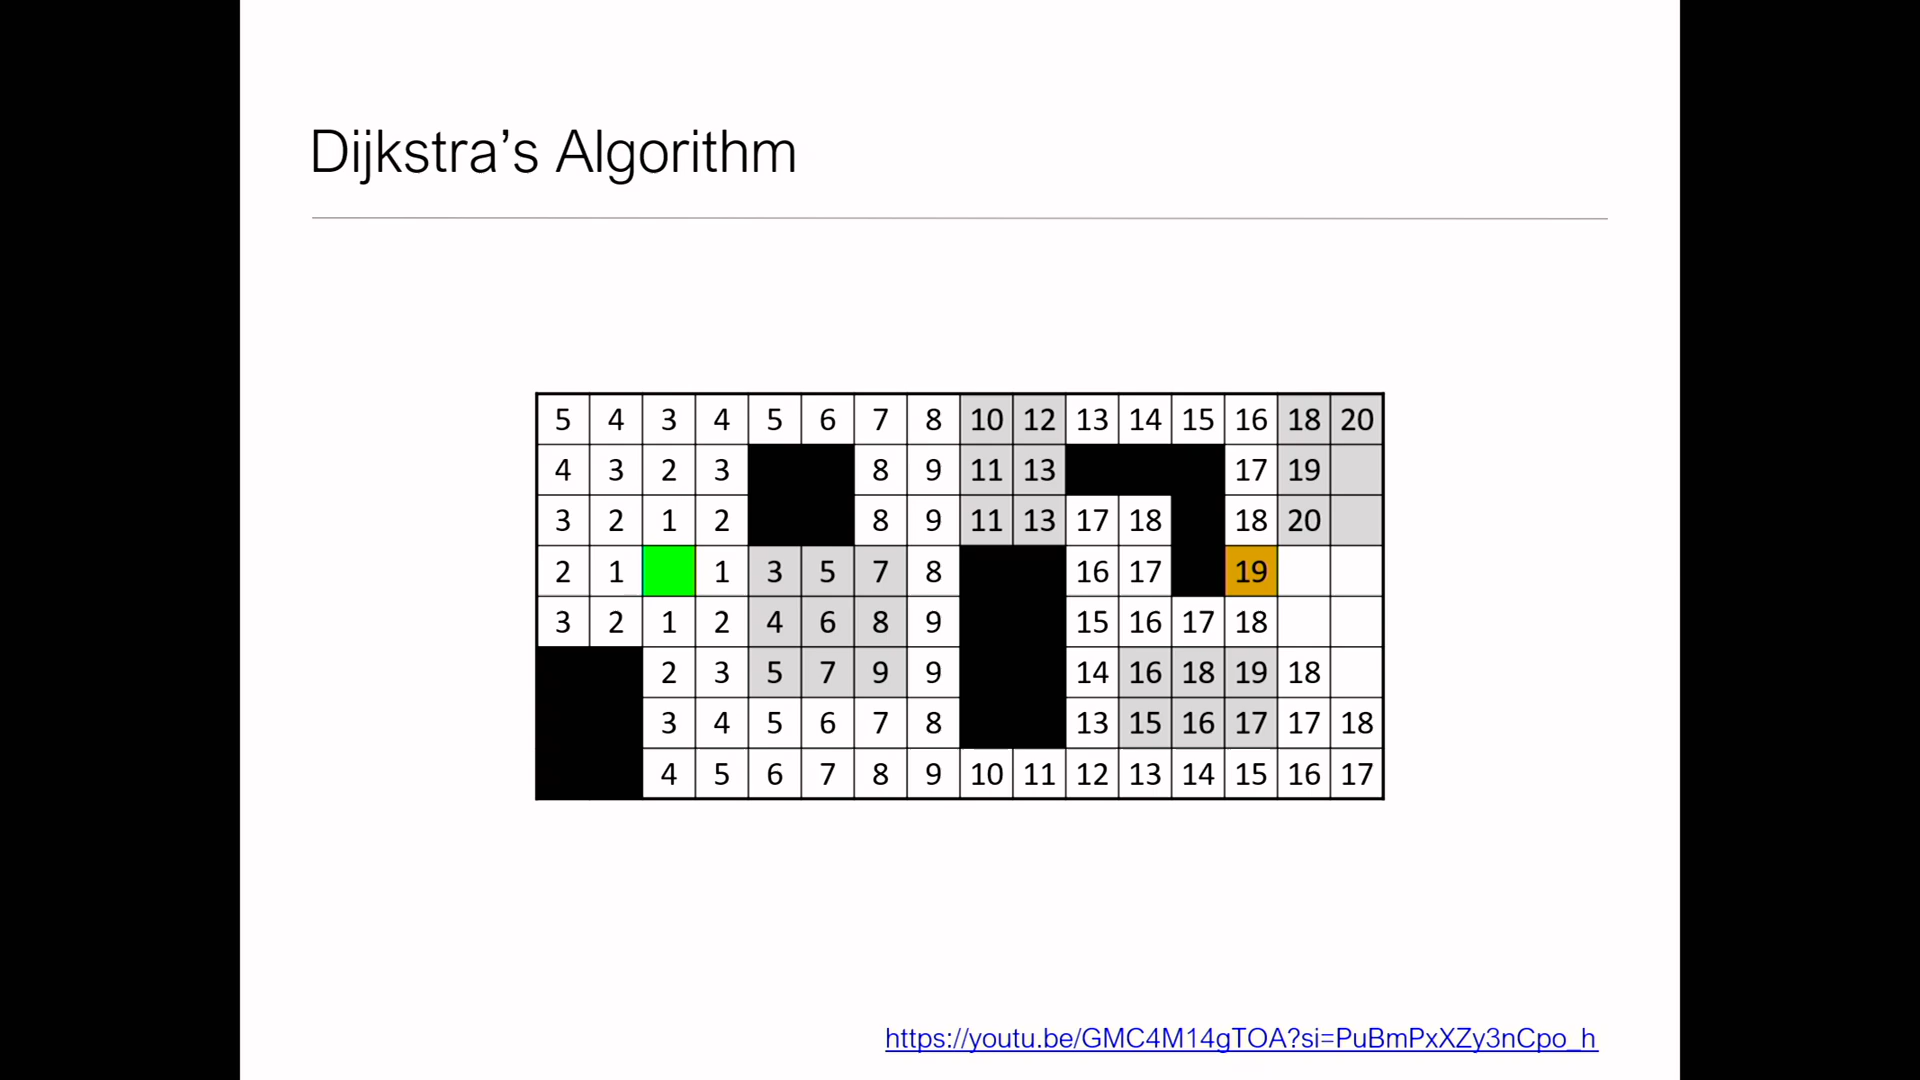 Dijkstra’s Algorithm
5 4 3 4 5 6 7 8 10 12 13 14 15 16 18 20
4 3 2 3 8 9 11 13 17 19
3 2 1 2 8 9 11 13 17 18 18 20
2 1 1 3 5 7 8 16 17 19
3 2 1 2 4 6 8 9 15 16 17 18
2 3 5 7 9 9 14 16 18 19 18
3 4 5 6 7 8 13 15 16 17 17 18
4 5 6 7 8 9 10 11 12 13 14 15 16 17
https://youtu.be/GMC4M14gTOA?si=PuBmPxXZy3nCpo_h